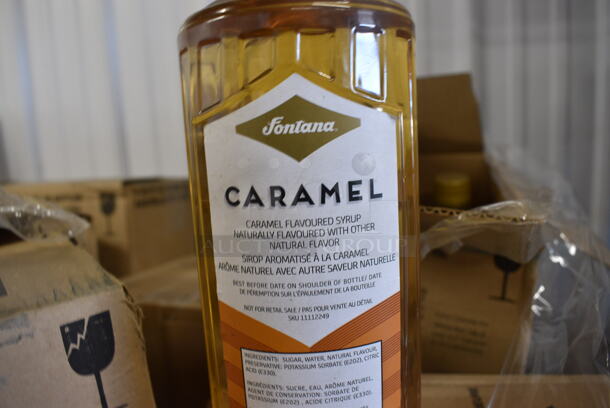 Fontana
CARAMEL
CARAMEL FLAVOURED SYRUP
NATURALLY FLAVOURED WITH OTHER
NATURAL FLAVOR
SIROP AROMATISÉ À LA CARAMEL
ARÔME NATUREL AVEC AUTRE SAVEUR NATURELLE
BEST BEFORE DATE ON SHOULDER OF BOTTLE/ DATE
DE PÉREMPTION SUR L'ÉPAULEMENT DE LA BOUTEILLE
NOT FOR RETAIL SALE / PAS POUR VENTE AU DÉTAIL
SKU 11112249
INGREDIENTS: SUGAR, WATER, NATURAL FLAVOUR,
PRESERVATIVE: POTASSIUM SORBATE (E202), CITRIC
ACID (E330).
INGRÉDIENTS: SUCRE, EAU, ARÔME NATUREL,
AGENT DE CONSERVATION: SORBATE DE
POTASSIUM (E202) , ACIDE CITRIQUE (E330).